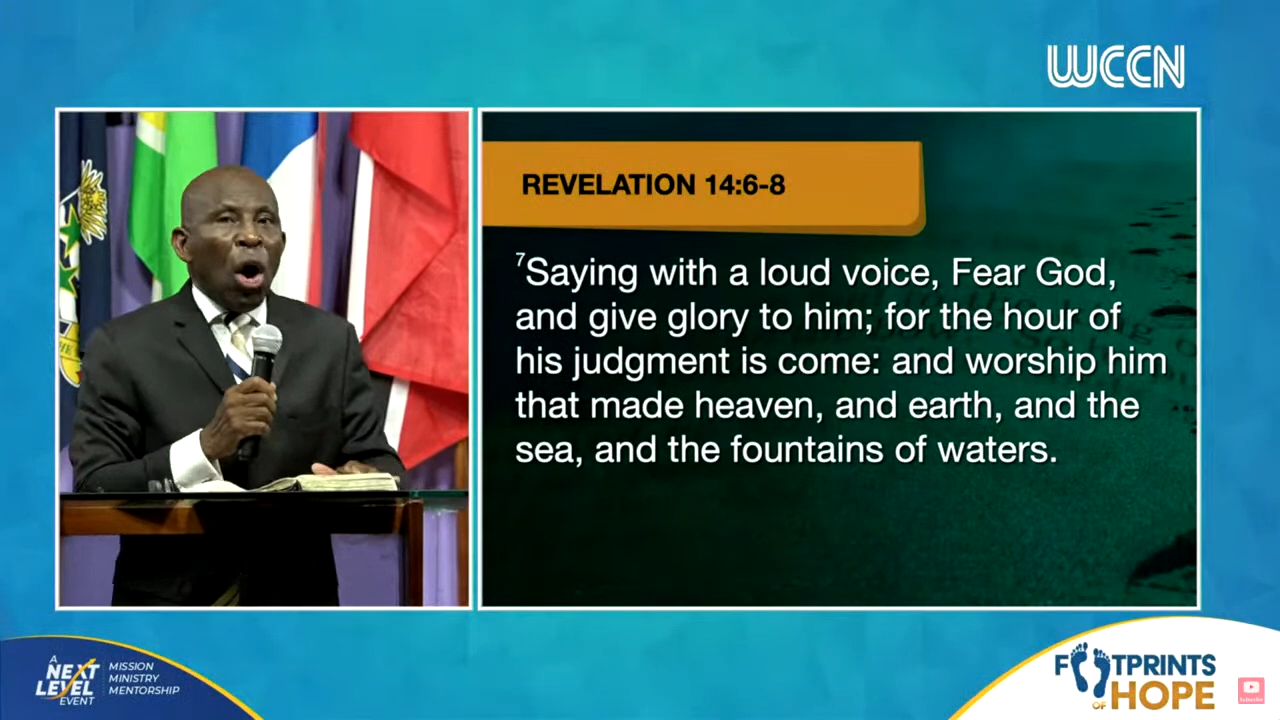 WCCN
REVELATION 14:6-8
7Saying with a loud voice, Fear God,
and give glory to him; for the hour of
his judgment is come: and worship him
that made heaven, and earth, and the
sea, and the fountains of waters.
A
NEXT
LEVEL
EVENT
MISSION
MINISTRY
MENTORSHIP
FOOTPRINTS
OF HOPE
Subscribe